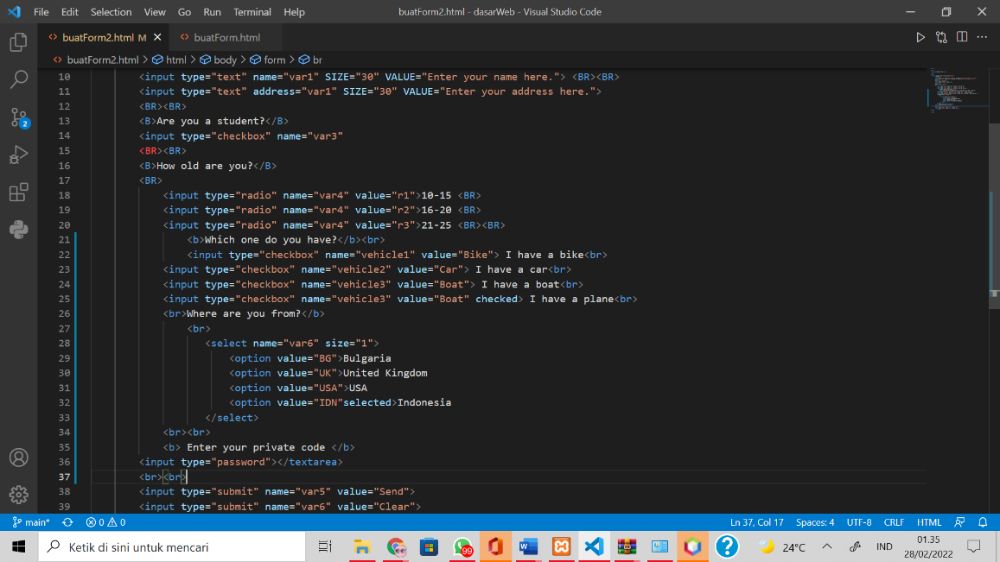 File Edit Selection View Go Run Terminal Help buatForm2.html - dasarWeb - Visual Studio Code
buatForm2.html M buatForm.html
buatForm2.html > html > body > form > br
10 <input type="text" name="var1" SIZE="30" VALUE="Enter your name here."> <BR><BR>
11 <input type="text" address="var1" SIZE="30" VALUE="Enter your address here.">
12 <BR><BR>
13 <B>Are you a student?</B>
14 <input type="checkbox" name="var3"
15 <BR><BR>
16 <B>How old are you?</B>
17 <BR>
18 <input type="radio" name="var4" value="r1">10-15 <BR>
19 <input type="radio" name="var4" value="r2">16-20 <BR>
20 <input type="radio" name="var4" value="r3">21-25 <BR><BR>
21 <b>Which one do you have?</b><br>
22 <input type="checkbox" name="vehicle1" value="Bike"> I have a bike<br>
23 <input type="checkbox" name="vehicle2" value="Car"> I have a car<br>
24 <input type="checkbox" name="vehicle3" value="Boat"> I have a boat<br>
25 <input type="checkbox" name="vehicle3" value="Boat" checked> I have a plane<br>
26 <br>Where are you from?</b>
27 <br>
28 <select name="var6" size="1">
29 <option value="BG">Bulgaria
30 <option value="UK">United Kingdom
31 <option value="USA">USA
32 <option value="IDN"selected>Indonesia
33 </select>
34 <br><br>
35 <b> Enter your private code </b>
36 <input type="password"></textarea>
37 <br><br>
38 <input type="submit" name="var5" value="Send">
39 <input type="submit" name="var6" value="Clear">
2
main* 0 0 Ln 37, Col 17 Spaces: 4 UTF-8 CRLF HTML
Ketik di sini untuk mencari 99 24°C IND 01.35
28/02/2022